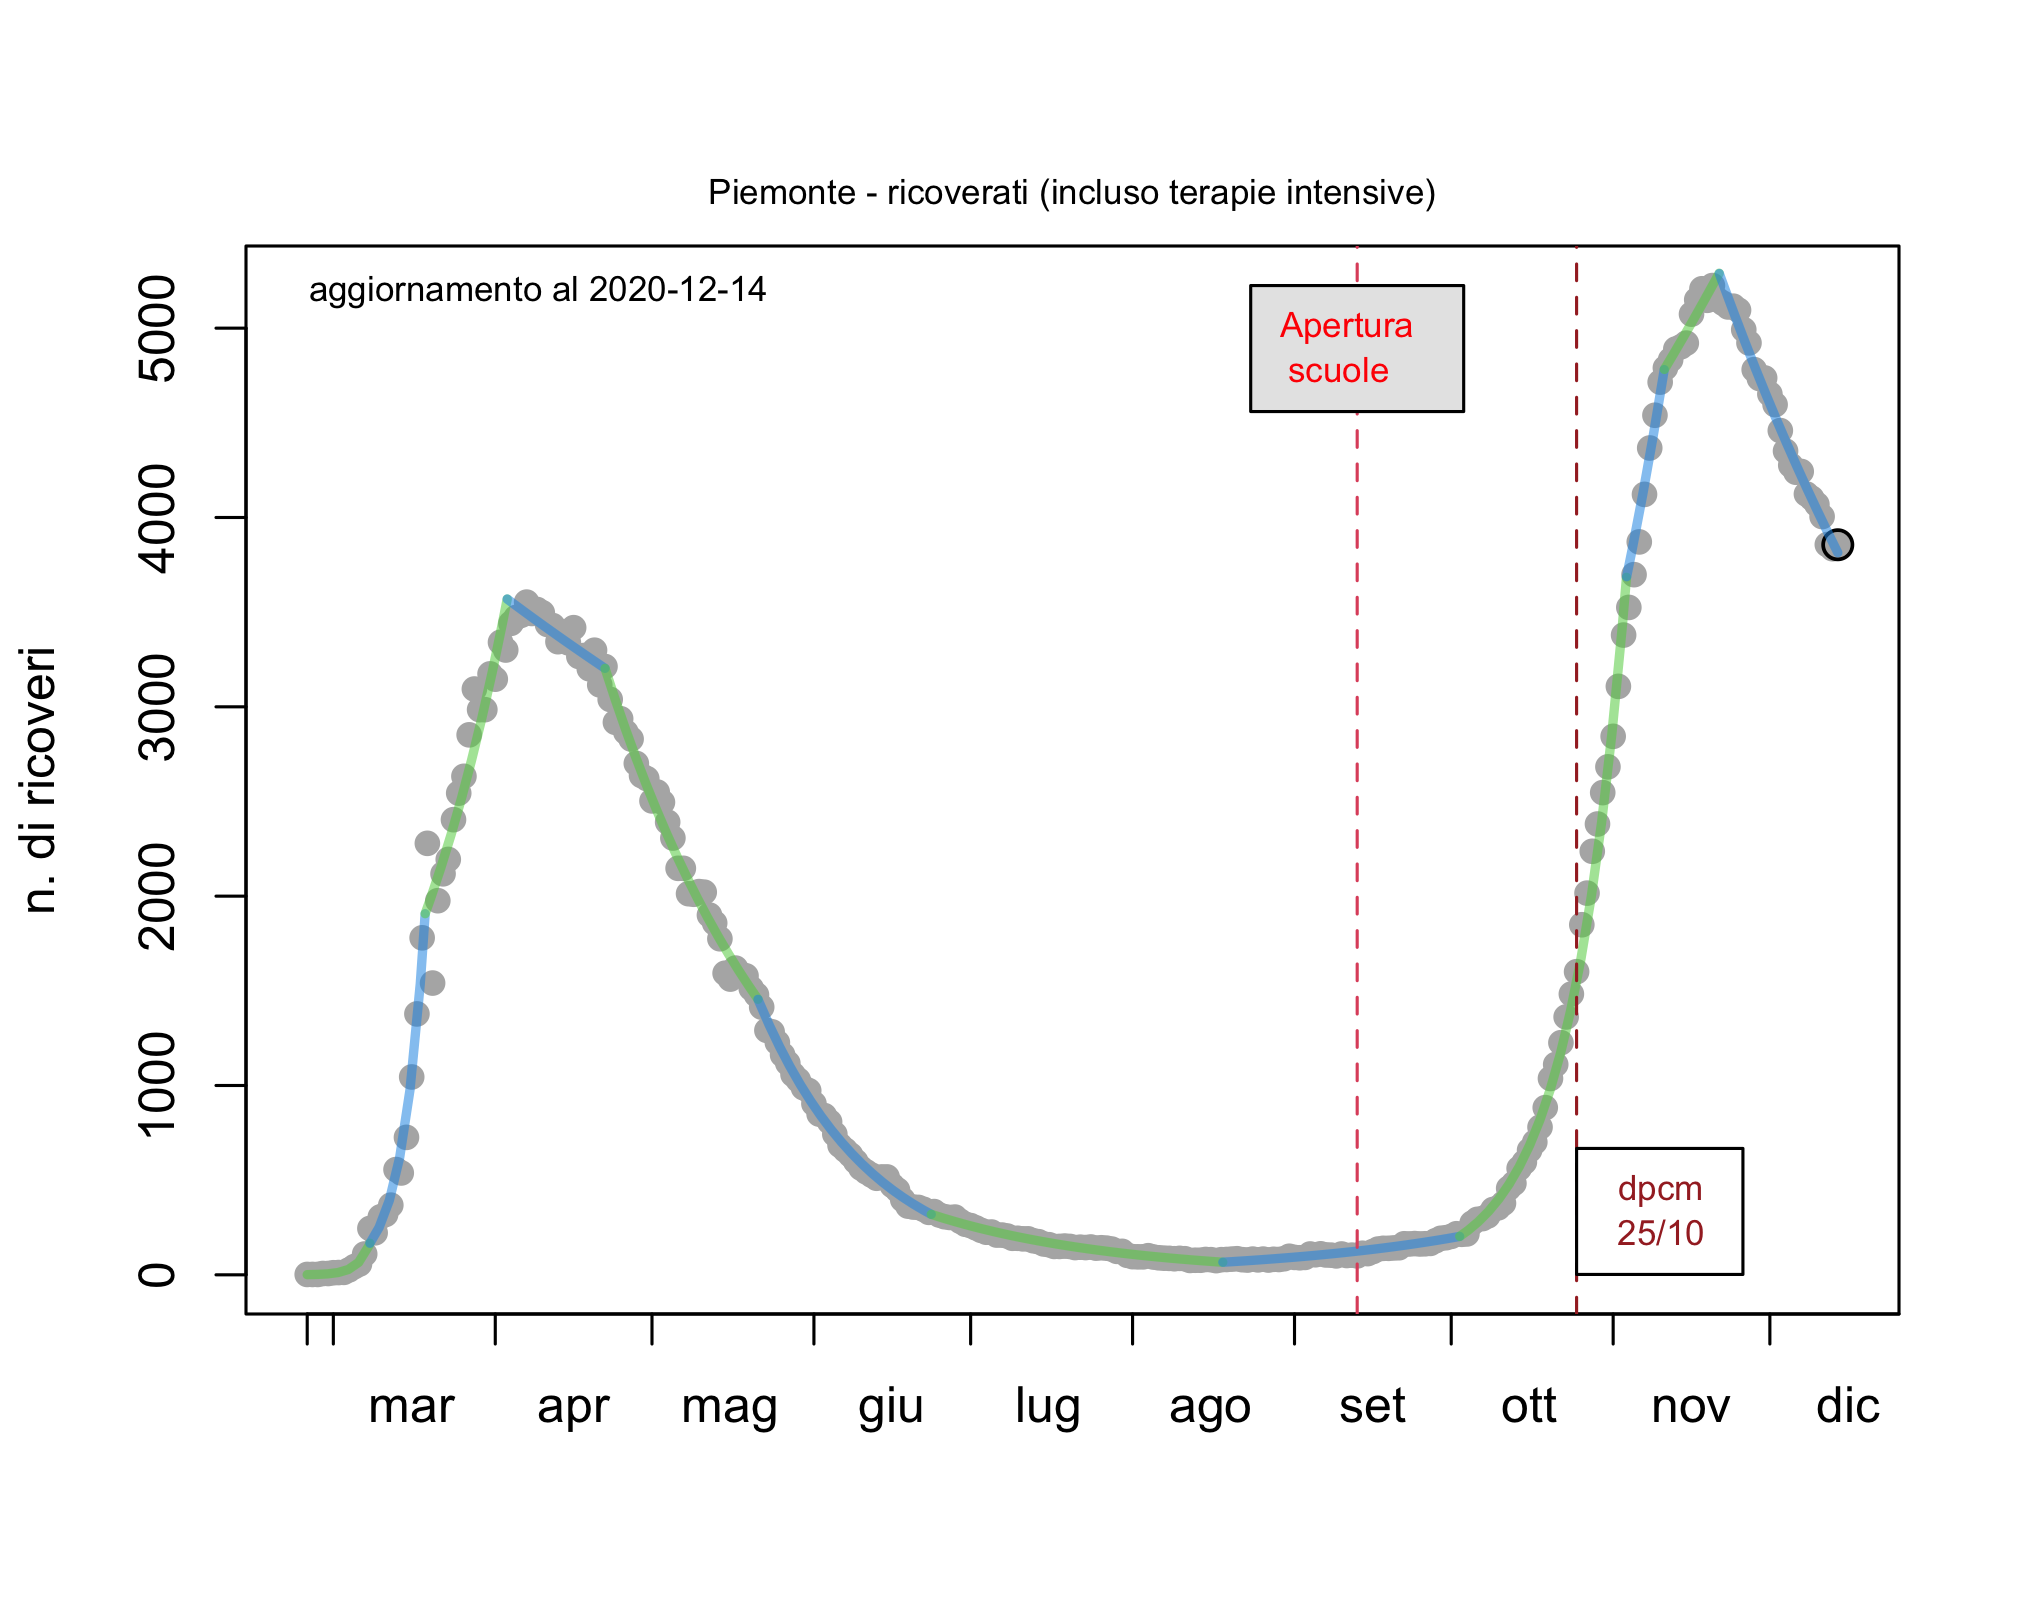 Piemonte - ricoverati (incluso terapie intensive)
aggiornamento al 2020-12-14
Apertura
scuole
n. di ricoveri
5000
4000
3000
2000
1000
0
dpcm
25/10
mar apr mag giu lug ago set ott nov dic